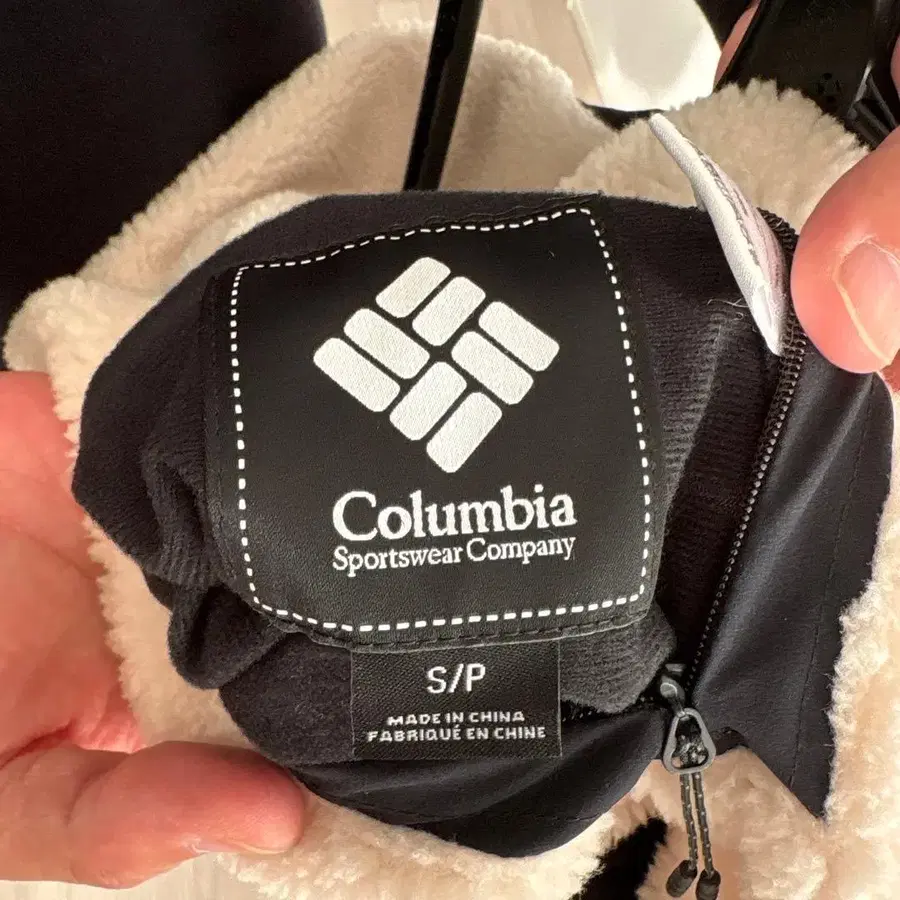 Columbia
Sportswear Company
S/P
MADE IN CHINA
FABRIQUÉ EN CHINE